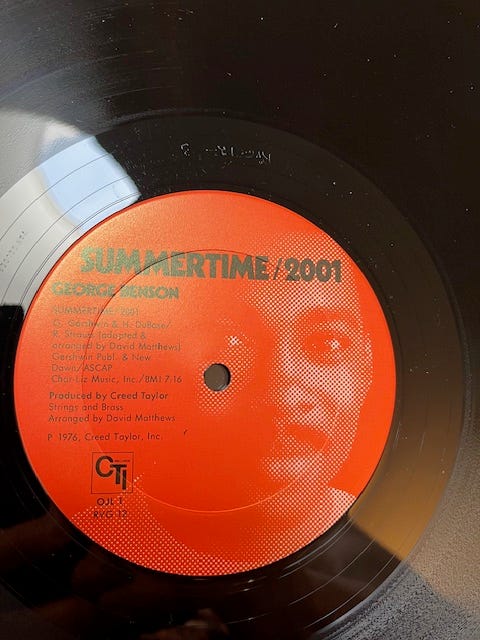 SUMMERTIME/2001
GEORGE BENSON
SUMMERTIME/2001
G. Gershwin & H. DuBose/
R. Strauss (adapted &
arranged by David Matthews)
Gershwin Publ. & New
Dawn/ASCAP
Char-Liz Music, Inc./BMI 7:16
Produced by Creed Taylor
Strings and Brass
Arranged by David Matthews
P 1976, Creed Taylor, Inc.
CTI
OJL 1
RVG 12